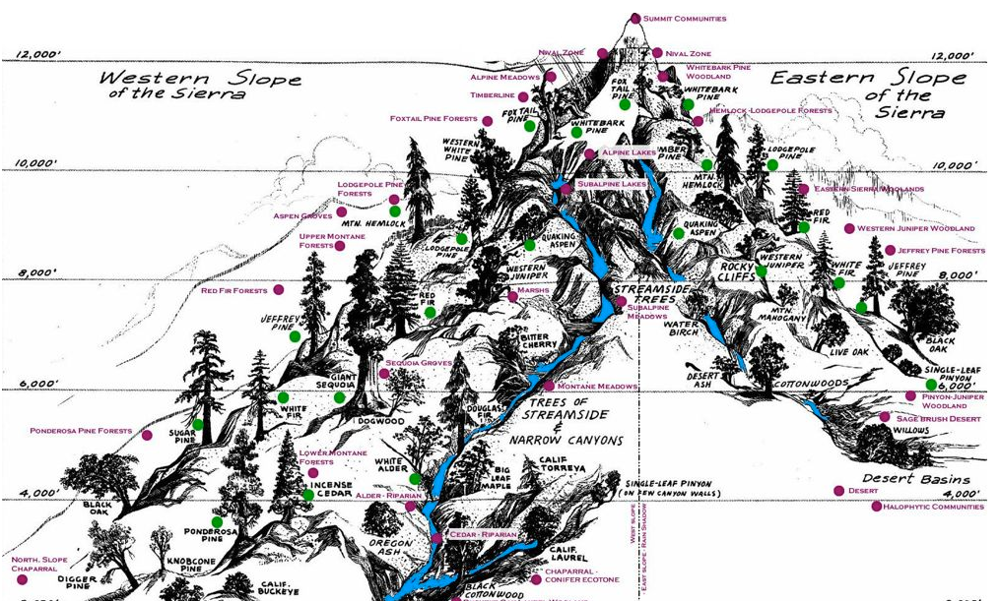 SUMMIT COMMUNITIES
12,000'
NIVAL ZONE
NIVAL ZONE
12,000'
Western Slope
of the Sierra
ALPINE MEADOWS
WHITEBARK PINE
WOODLAND
Eastern Slope
of the
Sierra
TIMBERLINE
FOX
TAIL
PINE
WHITEBARK
PINE
FOXTAIL PINE FORESTS
FOX TAIL
PINE
WHITEBARK
PINE
HEMLOCK-LODGEPOLE FORESTS
WESTERN
WHITE
PINE
ALPINE LAKES
MBER
PINE
LODGEPOLE
PINE
10,000'
10,000'
MTN.
HEMLOCK
LODGEPOLE PINE
FORESTS
SUBALPINE LAKES
EASTERN SIERRA WOOLANDS
ASPEN GROVES
MTN. HEMLOCK
RED
FIR
QUAKING
ASPEN
WESTERN JUNIPER WOODLAND
UPPER MONTANE
FORESTS
LODGEPOLE
PINE
QUAKING
ASPEN
JEFFREY PINE FORESTS
8,000'
WESTERN
JUNIPER
ROCKY
CLIFFS
WESTERN
JUNIPER
WHITE
FIR
JEFFREY
PINE
8,000'
RED FIR FORESTS
RED
FIR
MARSHS
STREAMSIDE
TREES
SUBALPINE
MEADOWS
MTN.
MAHOGANY
JEFFREY
PINE
BITTER
CHERRY
WATER
BIRCH
LIVE OAK
BLACK
OAK
SEQUOIA GROVES
6,000'
GIANT
SEQUOIA
MONTANE MEADOWS
DESERT
ASH
COTTONWOODS
SINGLE-LEAF
PINYON
6,000'
WHITE
FIR
DOGWOOD
DOUGLAS
FIR
TREES OF
STREAMSIDE
&
NARROW CANYONS
PINYON-JUNIPER
WOODLAND
SAGE BRUSH DESERT
WILLOWS
PONDEROSA PINE FORESTS
SUGAR
PINE
LOWER MONTANE
FORESTS
WHITE
ALDER
BIG
LEAF
MAPLE
CALIF.
TORREYA
INCENSE
CEDAR
SINGLE-LEAF PINYON
(ON FEW CANYON WALLS)
Desert Basins
4,000'
ALDER - RIPARIAN
DESERT
4,000'
BLACK
OAK
HALOPHYTIC COMMUNITIES
PONDEROSA
PINE
OREGON
ASH
CEDAR - RIPARIAN
WEST SLOPE
EAST SLOPE - RAIN SHADOW
NORTH. SLOPE
CHAPARRAL
KNOBCONE
PINE
DIGGER
PINE
CALIF.
LAUREL
CHAPARRAL -
CONIFER ECOTONE
CALIF.
BUCKEYE
BLACK
COTTONWOOD